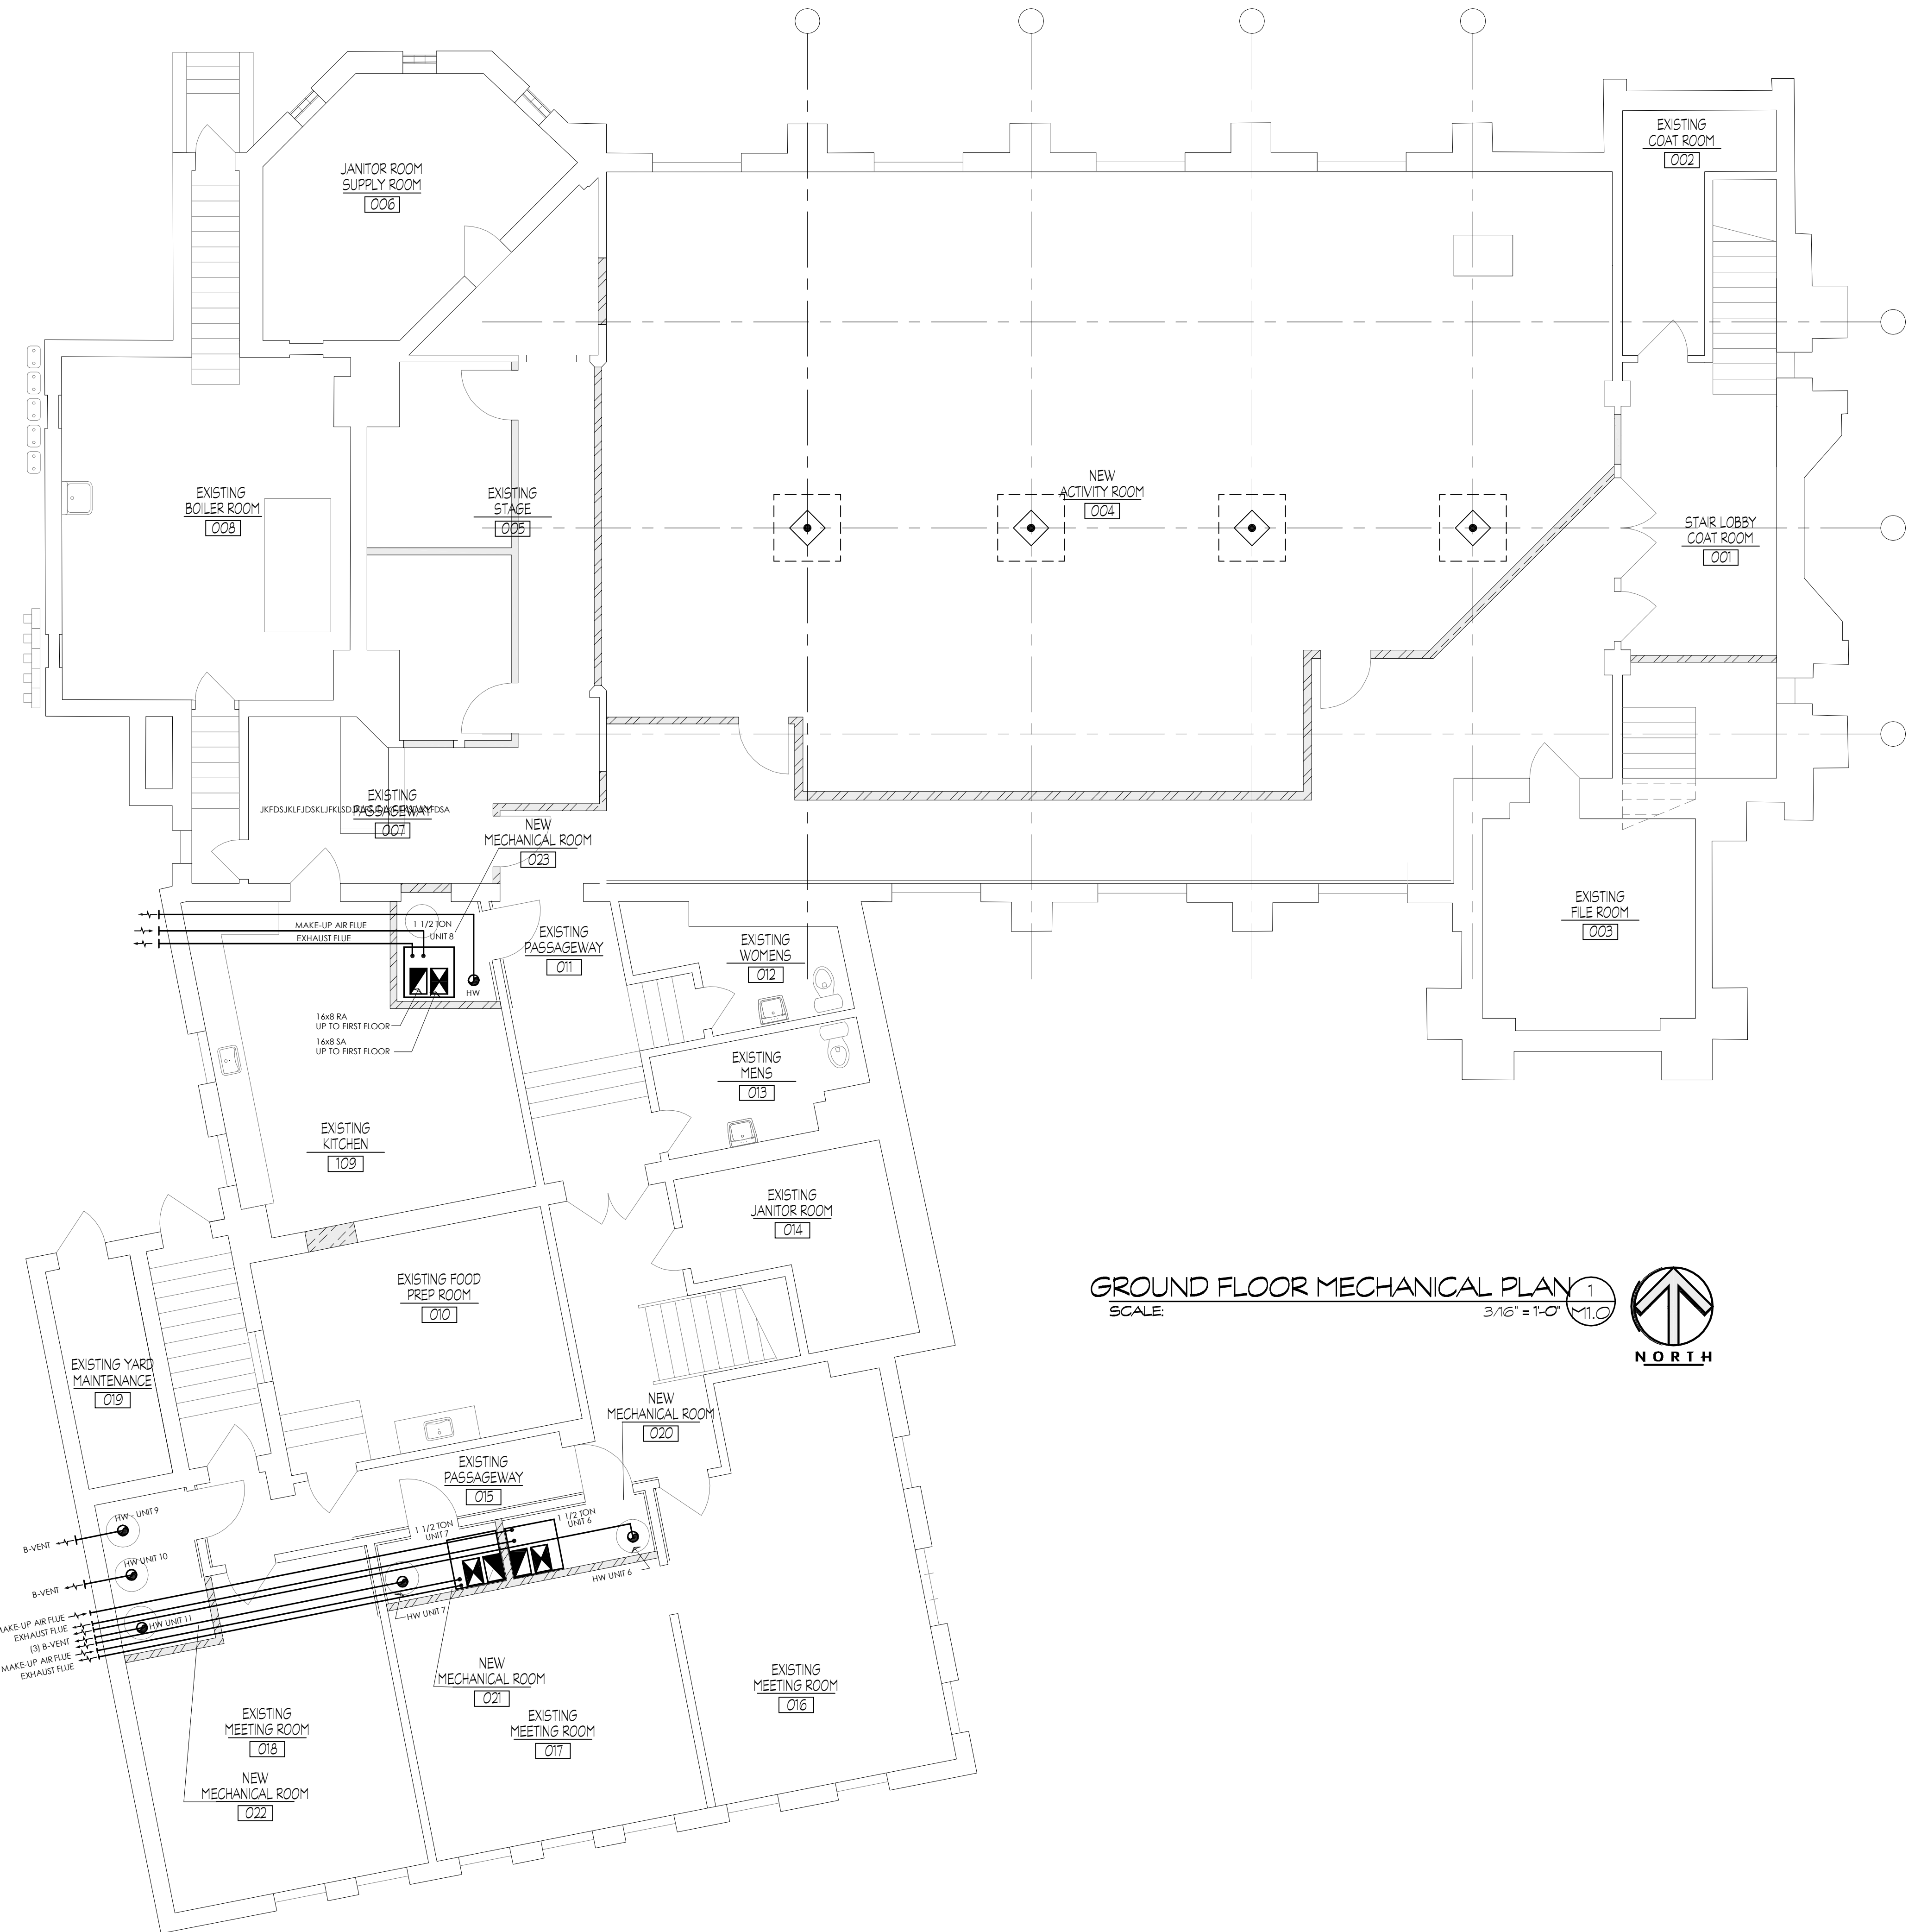 EXISTING
COAT ROOM
002
JANITOR ROOM
SUPPLY ROOM
006
EXISTING
BOILER ROOM
008
EXISTING
STAGE
005
NEW
ACTIVITY ROOM
004
STAIR LOBBY
COAT ROOM
001
EXISTING
PASSAGEWAY
007
NEW
MECHANICAL ROOM
023
EXISTING
FILE ROOM
003
MAKE-UP AIR FLUE
EXHAUST FLUE
1 1/2 TON
UNIT 8
HW
EXISTING
PASSAGEWAY
011
EXISTING
WOMENS
012
16x8 RA
UP TO FIRST FLOOR
16x8 SA
UP TO FIRST FLOOR
EXISTING
MENS
013
EXISTING
KITCHEN
109
EXISTING
JANITOR ROOM
014
EXISTING FOOD
PREP ROOM
010
GROUND FLOOR MECHANICAL PLAN
SCALE: 3/16" = 1'-0"
1
M1.0
NORTH
EXISTING YARD
MAINTENANCE
019
NEW
MECHANICAL ROOM
020
EXISTING
PASSAGEWAY
015
HW - UNIT 9
B-VENT
HW UNIT 10
B-VENT
1 1/2 TON
UNIT 7
1 1/2 TON
UNIT 6
HW UNIT 6
HW UNIT 7
HW UNIT 11
MAKE-UP AIR FLUE
EXHAUST FLUE
(3) B-VENT
MAKE-UP AIR FLUE
EXHAUST FLUE
NEW
MECHANICAL ROOM
021
EXISTING
MEETING ROOM
016
EXISTING
MEETING ROOM
018
EXISTING
MEETING ROOM
017
NEW
MECHANICAL ROOM
022